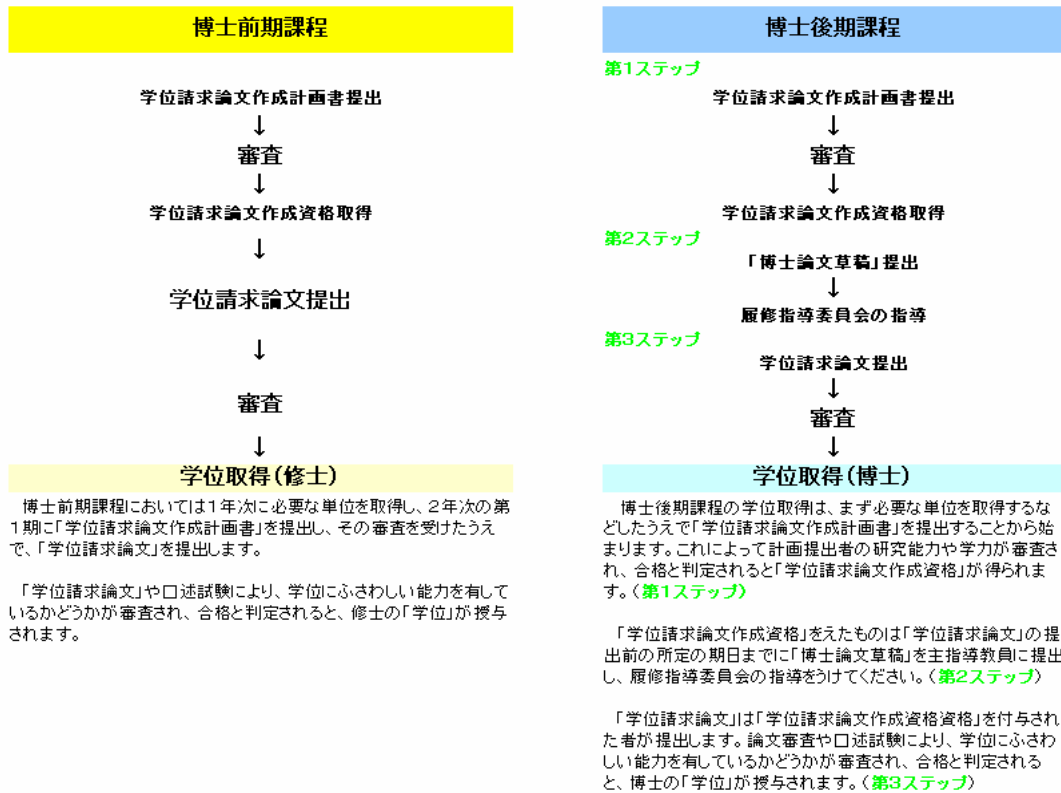 博士前期課程
学位請求論文作成計画書提出
↓
審査
↓
学位請求論文作成資格取得
↓
学位請求論文提出
↓
審査
↓
学位取得(修士)
博士前期課程においては1年次に必要な単位を取得し、2年次の第
1期に「学位請求論文作成計画書」を提出し、その審査を受けたうえ
で、「学位請求論文」を提出します。
「学位請求論文」や口述試験により、学位にふさわしい能力を有して
いるかどうかが審査され、合格と判定されると、修士の「学位」が授与
されます。
博士後期課程
第1ステップ
学位請求論文作成計画書提出
↓
審査
↓
学位請求論文作成資格取得
第2ステップ
「博士論文草稿」提出
↓
履修指導委員会の指導
第3ステップ
学位請求論文提出
↓
審査
↓
学位取得(博士)
博士後期課程の学位取得は、まず必要な単位を取得するな
どしたうえで「学位請求論文作成計画書」を提出することから始
まります。これによって計画提出者の研究能力や学力が審査さ
れ、合格と判定されると「学位請求論文作成資格」が得られま
す。(第1ステップ)
「学位請求論文作成資格」をえたものは「学位請求論文」の提
出前の所定の期日までに「博士論文草稿」を主指導教員に提出
し、履修指導委員会の指導をうけてください。(第2ステップ)
「学位請求論文」は「学位請求論文作成資格資格」を付与され
た者が提出します。論文審査や口述試験により、学位にふさわ
しい能力を有しているかどうかが審査され、合格と判定される
と、博士の「学位」が授与されます。(第3ステップ)